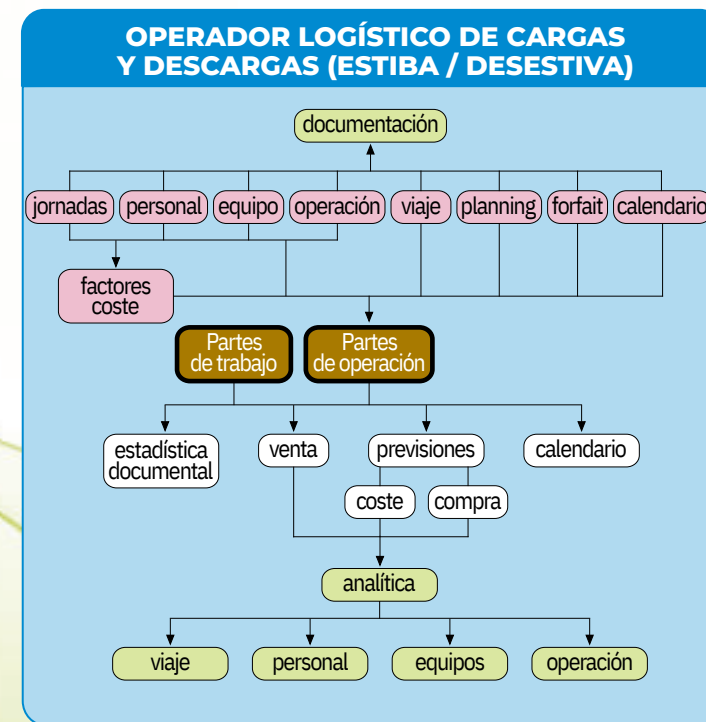 OPERADOR LOGÍSTICO DE CARGAS
Y DESCARGAS (ESTIBA / DESESTIVA)
documentación
jornadas personal equipo operación viaje planning forfait calendario
factores
coste
Partes
de trabajo
Partes
de operación
estadística
documental
venta
previsiones
calendario
coste compra
analítica
viaje personal equipos operación